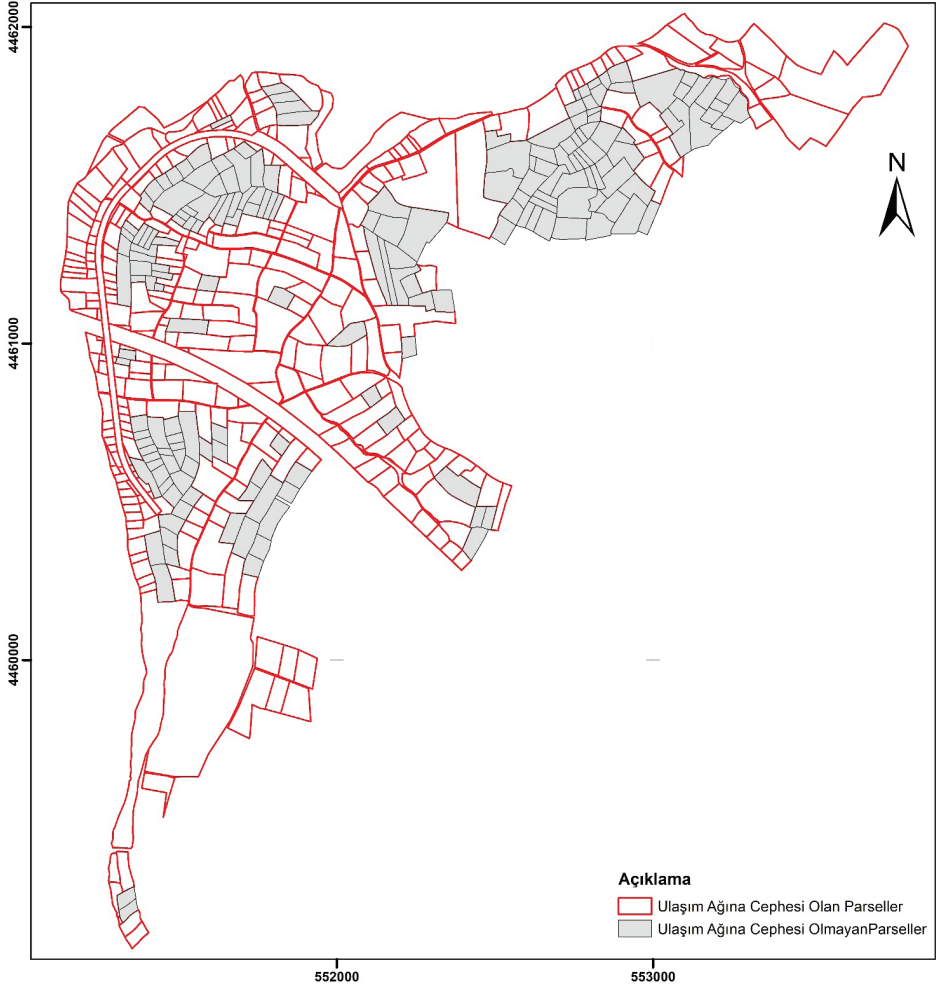 4462000
N
4461000
4460000
Açıklama
Ulaşım Ağına Cephesi Olan Parseller
Ulaşım Ağına Cephesi OlmayanParseller
552000
553000